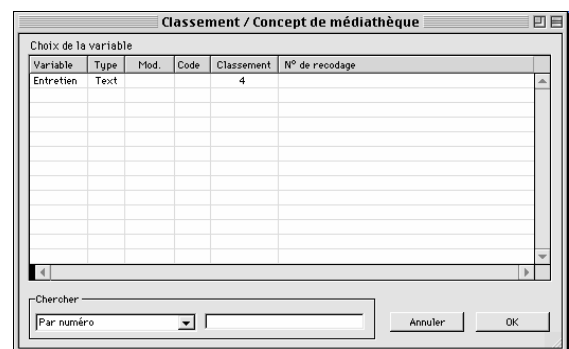 Classement / Concept de médiathèque
Choix de la variable
Variable Type Mod. Code Classement N° de recodage
Entretien Text 4
Chercher
Par numéro Annuler OK